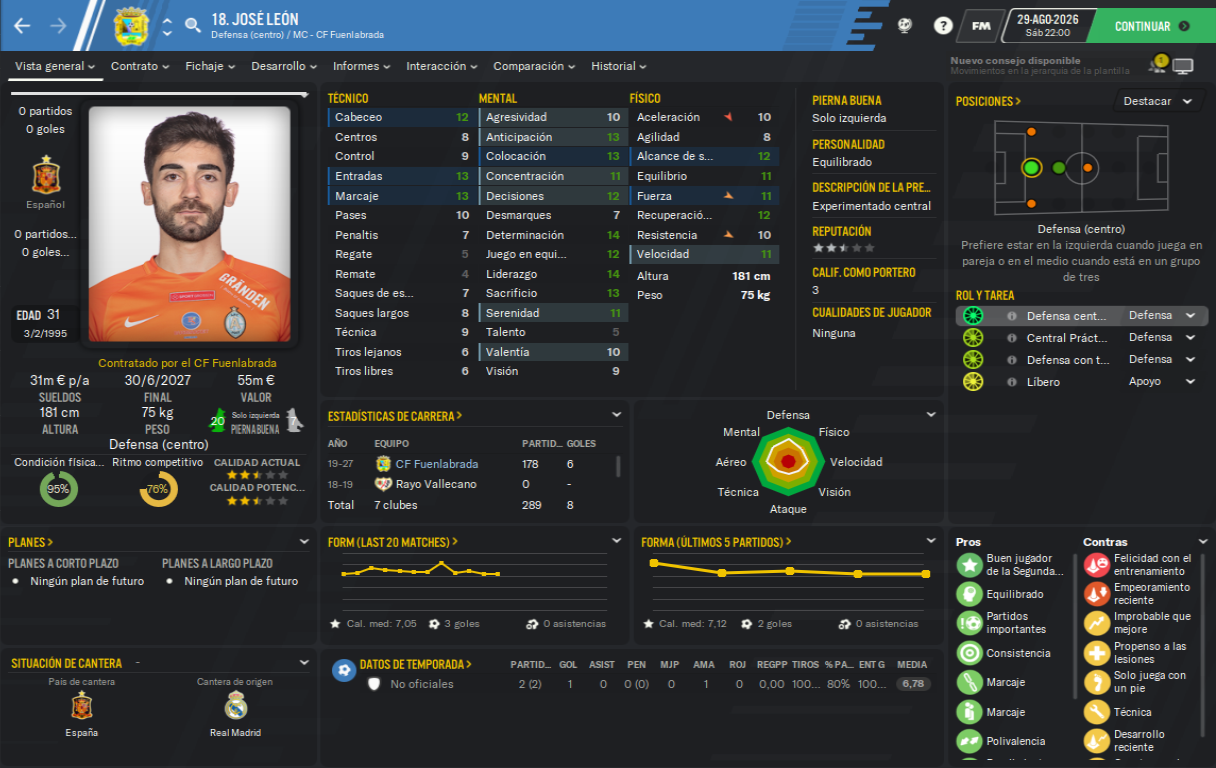 18. JOSÉ LEÓN
Defensa (centro) / MC - CF Fuenlabrada
?
FM
29-AGO-2026
Sáb 22:00
CONTINUAR
Vista general
Contrato
Fichaje
Desarrollo
Informes
Interacción
Comparación
Historial
Nuevo consejo disponible
Movimientos en la jerarquía de la plantilla
0 partidos
0 goles
Español
0 partidos...
0 goles...
EDAD 31
3/2/1995
GRÄNDEN
Contratado por el CF Fuenlabrada
31m € p/a
SUELDOS
30/6/2027
FINAL
55m €
VALOR
181 cm
ALTURA
75 kg
PESO
20
Solo izquierda
PIERNA BUENA
7
Defensa (centro)
Condición física...
95%
Ritmo competitivo
76%
CALIDAD ACTUAL
CALIDAD POTENC...
TÉCNICO
Cabeceo 12
Centros 8
Control 9
Entradas 13
Marcaje 13
Pases 10
Penaltis 7
Regate 5
Remate 4
Saques de es... 7
Saques largos 8
Técnica 9
Tiros lejanos 6
Tiros libres 6
MENTAL
Agresividad 10
Anticipación 13
Colocación 13
Concentración 11
Decisiones 12
Desmarques 7
Determinación 14
Juego en equi... 12
Liderazgo 14
Sacrificio 13
Serenidad 11
Talento 5
Valentía 10
Visión 9
FÍSICO
Aceleración 10
Agilidad 8
Alcance de s... 12
Equilibrio 11
Fuerza 11
Recuperació... 12
Resistencia 10
Velocidad 11
Altura 181 cm
Peso 75 kg
PIERNA BUENA
Solo izquierda
PERSONALIDAD
Equilibrado
DESCRIPCIÓN DE LA PRE...
Experimentado central
REPUTACIÓN
CALIF. COMO PORTERO
3
CUALIDADES DE JUGADOR
Ninguna
POSICIONES >
Destacar
Defensa (centro)
Prefiere estar en la izquierda cuando juega en
pareja o en el medio cuando está en un grupo
de tres
ROL Y TAREA
Defensa cent... Defensa
Central Práct... Defensa
Defensa con t... Defensa
Líbero Apoyo
ESTADÍSTICAS DE CARRERA >
AÑO EQUIPO PARTID... GOLES
19-27 CF Fuenlabrada 178 6
18-19 Rayo Vallecano 0 -
Total 7 clubes 289 8
Defensa
Mental
Físico
Aéreo
Velocidad
Técnica
Visión
Ataque
PLANES >
PLANES A CORTO PLAZO
Ningún plan de futuro
PLANES A LARGO PLAZO
Ningún plan de futuro
FORM (LAST 20 MATCHES) >
Cal. med: 7,05
3 goles
0 asistencias
FORMA (ÚLTIMOS 5 PARTIDOS) >
Cal. med: 7,12
2 goles
0 asistencias
SITUACIÓN DE CANTERA -
País de cantera
España
Cantera de origen
Real Madrid
DATOS DE TEMPORADA >
PARTID... GOL ASIST PEN MJP AMA ROJ REGPP TIROS % PA... ENT G MEDIA
No oficiales 2 (2) 1 0 0 (0) 0 1 0 0,00 100... 80% 100... 6,78
Pros
Buen jugador
de la Segunda...
Equilibrado
Partidos
importantes
Consistencia
Marcaje
Marcaje
Polivalencia
Contras
Felicidad con el
entrenamiento
Empeoramiento
reciente
Improbable que
mejore
Propenso a las
lesiones
Solo juega con
un pie
Técnica
Desarrollo
reciente